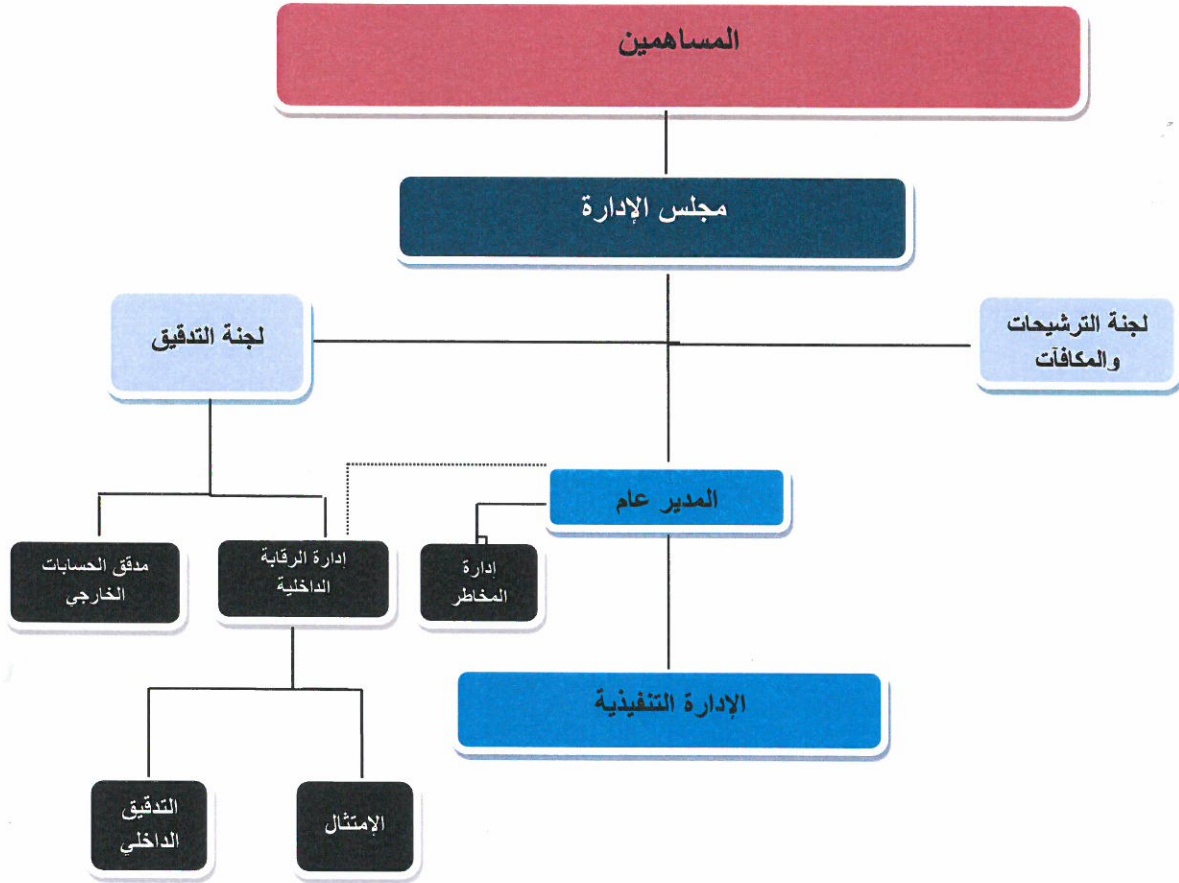 المساهمين
مجلس الإدارة
لجنة الترشيحات
والمكافآت
لجنة التدقيق
المدير عام
إدارة
المخاطر
إدارة الرقابة
الداخلية
مدقق الحسابات
الخارجي
الإدارة التنفيذية
الإمتثال
التدقيق
الداخلي